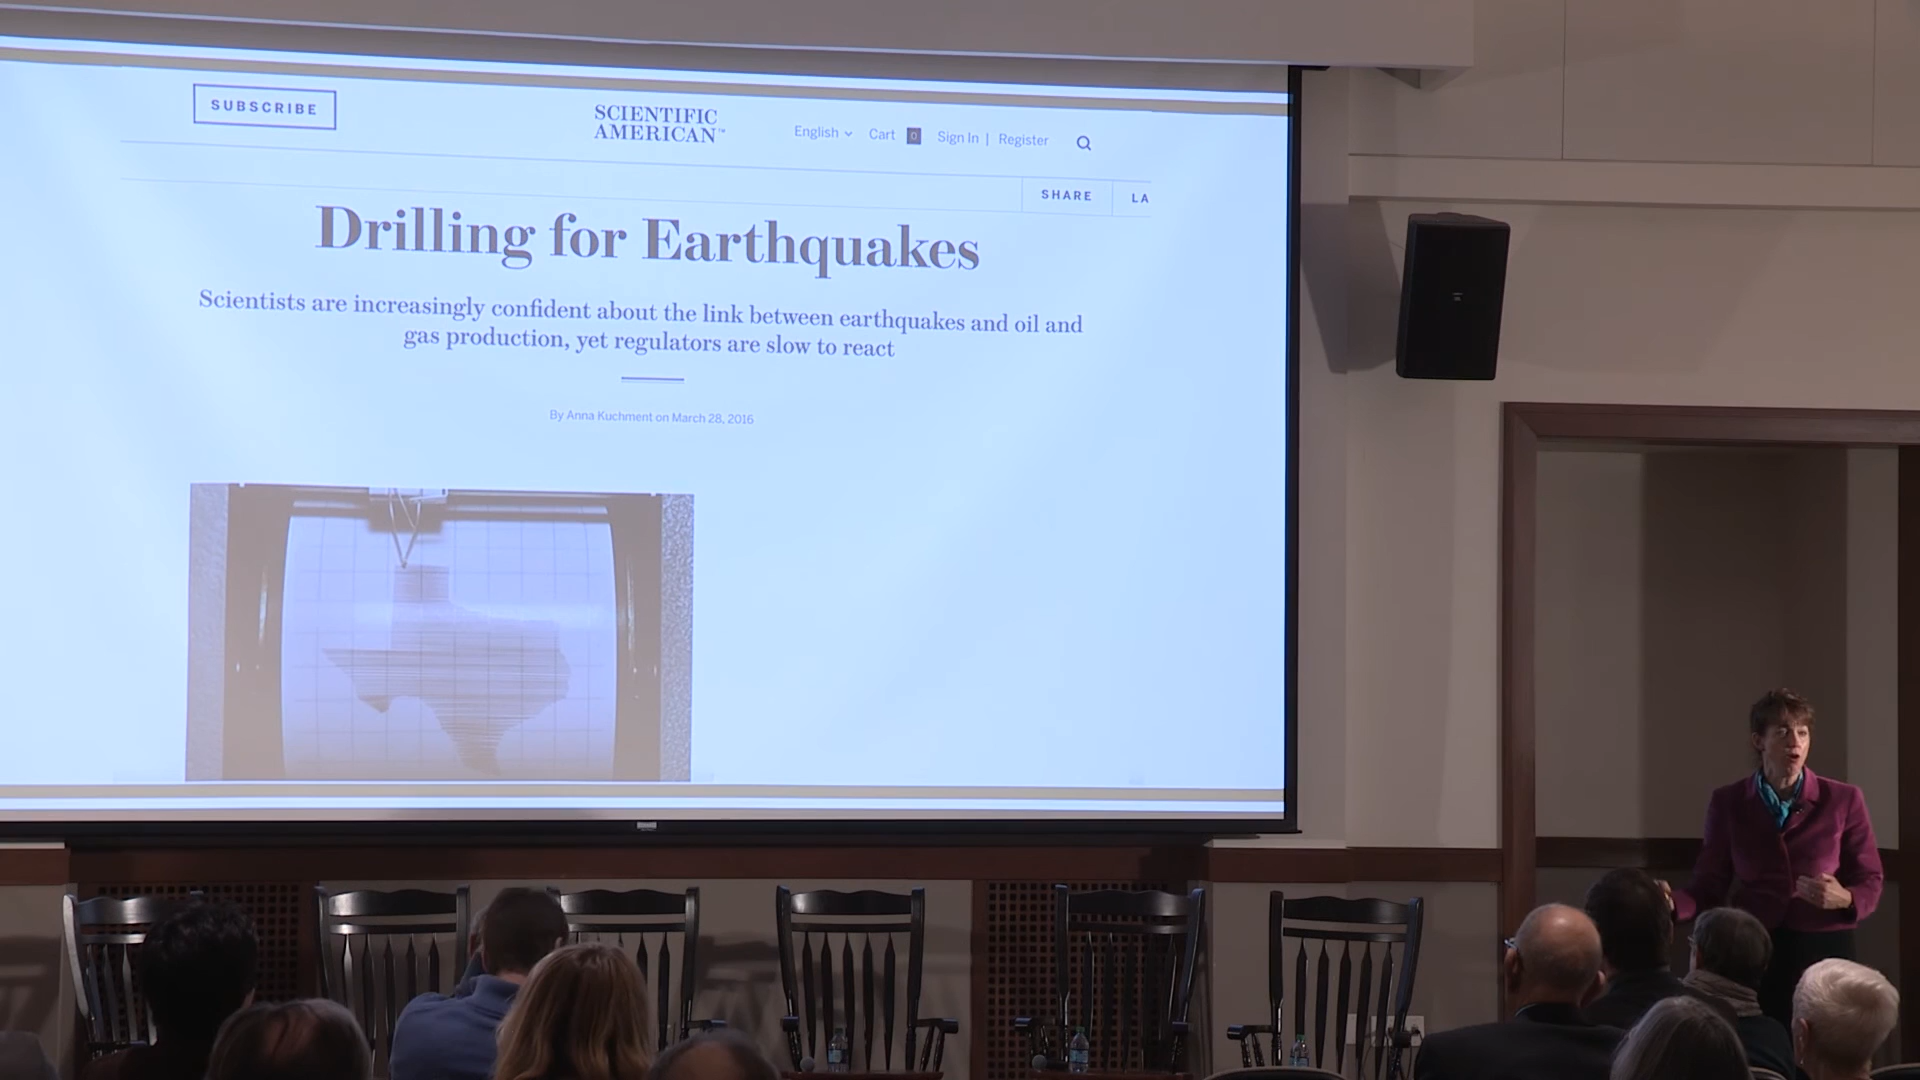 SUBSCRIBE
SCIENTIFIC
AMERICAN™
English Cart 0 Sign In | Register
SHARE LA
Drilling for Earthquakes
Scientists are increasingly confident about the link between earthquakes and oil and
gas production, yet regulators are slow to react
By Anna Kuchment on March 28, 2016